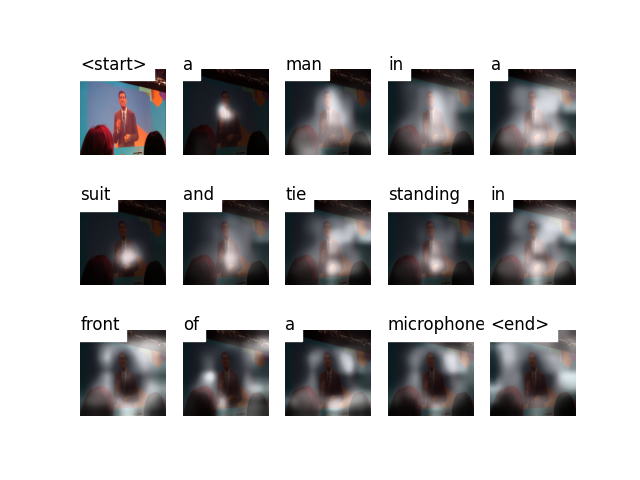 <start> a man in a
suit and tie standing in
front of a microphone <end>